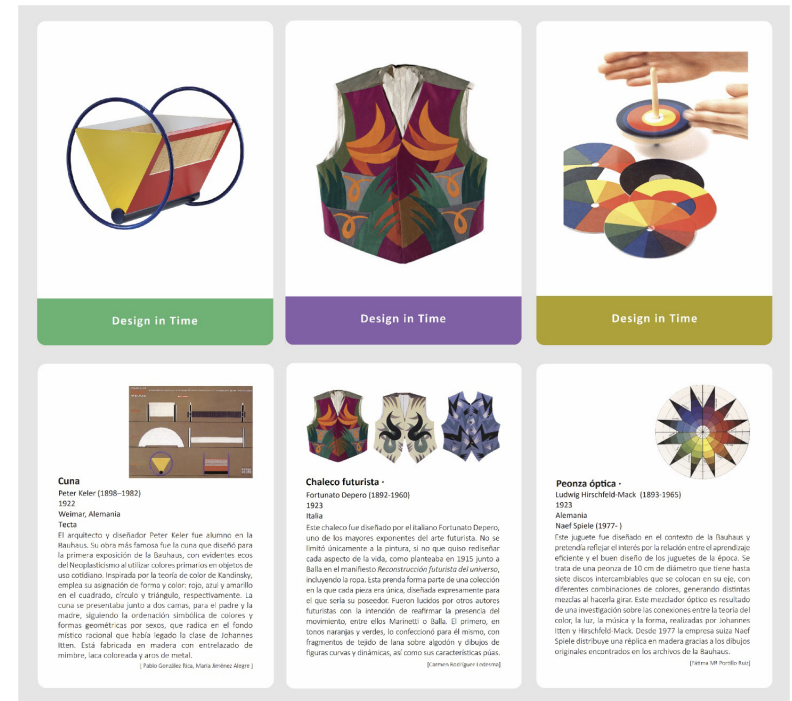 Design in Time
Design in Time
Design in Time
Cuna
Peter Keler (1898–1982)
1922
Weimar, Alemania
Tecta
El arquitecto y diseñador Peter Keler fue alumno en la
Bauhaus. Su obra más famosa fue la cuna que diseñó para
la primera exposición de la Bauhaus, con evidentes ecos
del Neoplasticismo al utilizar colores primarios en objetos de
uso cotidiano. Inspirada por la teoría de color de Kandinsky,
emplea su asignación de forma y color: rojo, azul y amarillo
en el cuadrado, círculo y triángulo, respectivamente. La
cuna se presentaba junto a dos camas, para el padre y la
madre, siguiendo la ordenación simbólica de colores y
formas geométricas por sexos, que radica en el fondo
místico racional que había legado la clase de Johannes
Itten. Está fabricada en madera con entrelazado de
mimbre, laca coloreada y aros de metal.
[ Pablo González Rica, María Jiménez Alegre ]
Chaleco futurista ·
Fortunato Depero (1892-1960)
1923
Italia
Este chaleco fue diseñado por el italiano Fortunato Depero,
uno de los mayores exponentes del arte futurista. No se
limitó únicamente a la pintura, si no que quiso rediseñar
cada aspecto de la vida, como planteaba en 1915 junto a
Balla en el manifiesto Reconstrucción futurista del universo,
incluyendo la ropa. Esta prenda forma parte de una colección
en la que cada pieza era única, diseñada expresamente para
el que sería su poseedor. Fueron lucidos por otros autores
futuristas con la intención de reafirmar la presencia del
movimiento, entre ellos Marinetti o Balla. El primero, en
tonos naranjas y verdes, lo confeccionó para él mismo, con
fragmentos de tejido de lana sobre algodón y dibujos de
figuras curvas y dinámicas, así como sus características púas.
[Carmen Rodríguez Ledesma]
Peonza óptica ·
Ludwig Hirschfeld-Mack (1893-1965)
1923
Alemania
Naef Spiele (1977- )
Este juguete fue diseñado en el contexto de la Bauhaus y
pretendía reflejar el interés por la relación entre el aprendizaje
eficiente y el buen diseño de los juguetes de la época. Se
trata de una peonza de 10 cm de diámetro que tiene hasta
siete discos intercambiables que se colocan en su eje, con
diferentes combinaciones de colores, generando distintas
mezclas al hacerla girar. Este mezclador óptico es resultado
de una investigación sobre las conexiones entre la teoría del
color, la luz, la música y la forma, realizadas por Johannes
Itten y Hirschfeld-Mack. Desde 1977 la empresa suiza Naef
Spiele distribuye una réplica en madera gracias a los dibujos
originales encontrados en los archivos de la Bauhaus.
[Fátima Mª Portillo Ruiz]